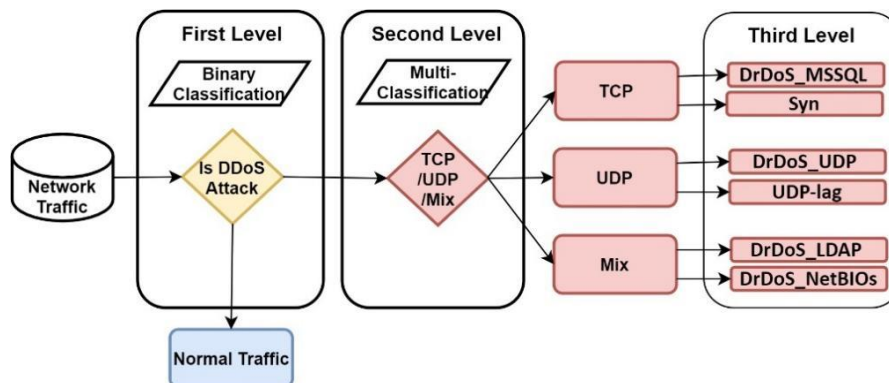 First Level
Second Level
Third Level
Binary
Classification
Multi-
Classification
Network
Traffic
Is DDoS
Attack
TCP
/UDP
/Mix
TCP
UDP
Mix
DrDoS_MSSQL
Syn
DrDoS_UDP
UDP-lag
DrDoS_LDAP
DrDoS_NetBIOs
Normal Traffic